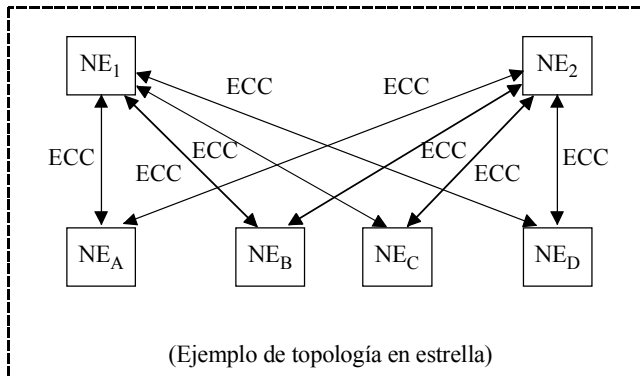 NE1 NE2
ECC ECC
ECC ECC ECC ECC
ECC ECC
NEA NEB NEC NED
(Ejemplo de topología en estrella)